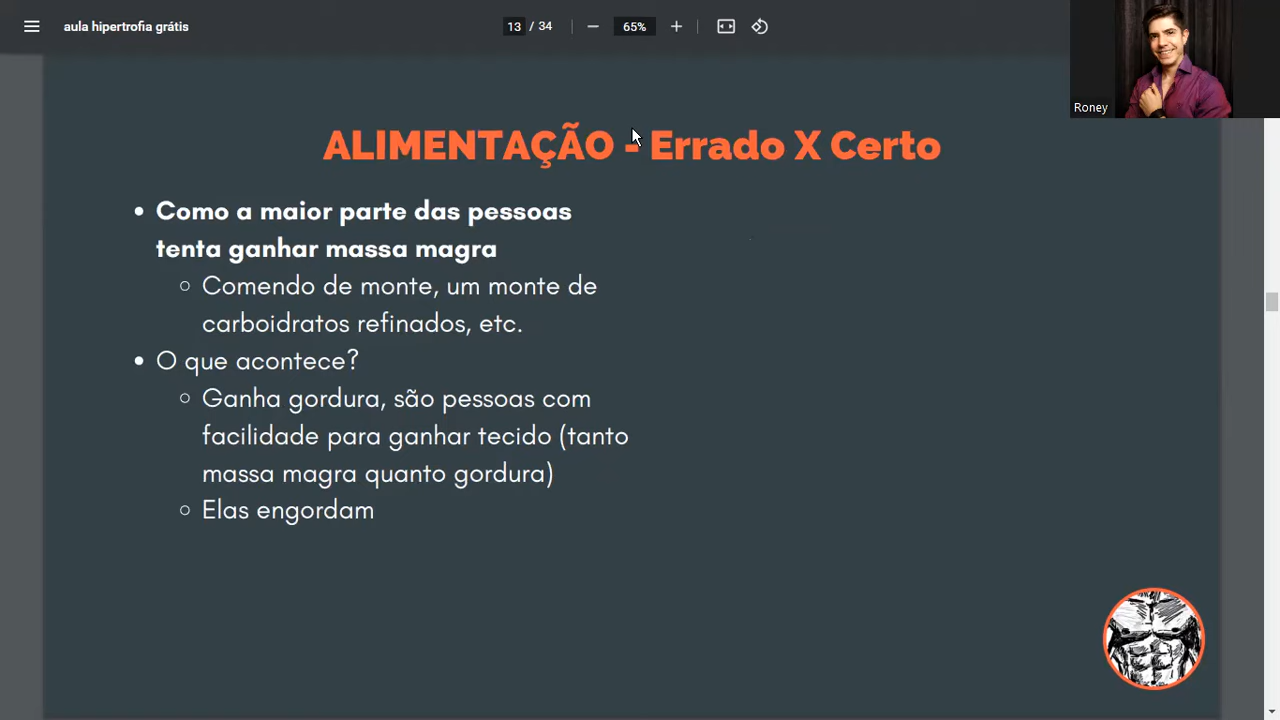 aula hipertrofia grátis
13 / 34
65%
Roney
ALIMENTAÇÃO - Errado X Certo
• Como a maior parte das pessoas
tenta ganhar massa magra
○ Comendo de monte, um monte de
carboidratos refinados, etc.
• O que acontece?
○ Ganha gordura, são pessoas com
facilidade para ganhar tecido (tanto
massa magra quanto gordura)
○ Elas engordam